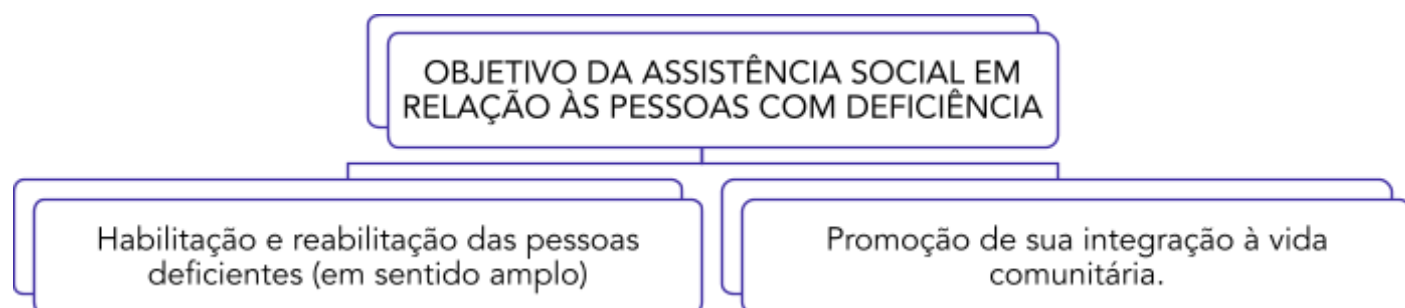 OBJETIVO DA ASSISTÊNCIA SOCIAL EM
RELAÇÃO ÀS PESSOAS COM DEFICIÊNCIA
Habilitação e reabilitação das pessoas
deficientes (em sentido amplo)
Promoção de sua integração à vida
comunitária.